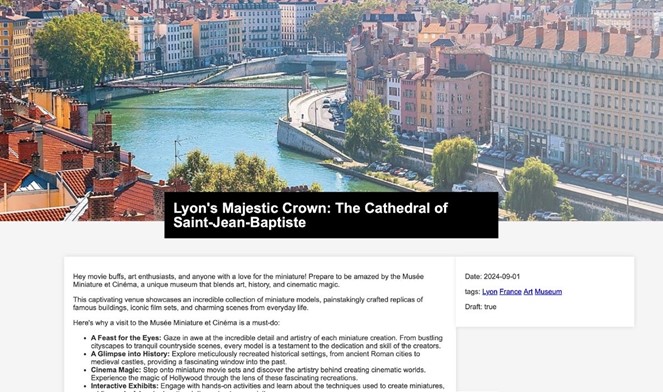 Lyon's Majestic Crown: The Cathedral of
Saint-Jean-Baptiste
Hey movie buffs, art enthusiasts, and anyone with a love for the miniature! Prepare to be amazed by the Musée
Miniature et Cinéma, a unique museum that blends art, history, and cinematic magic.
This captivating venue showcases an incredible collection of miniature models, painstakingly crafted replicas of
famous buildings, iconic film sets, and charming scenes from everyday life.
Here's why a visit to the Musée Miniature et Cinéma is a must-do:
• A Feast for the Eyes: Gaze in awe at the incredible detail and artistry of each miniature creation. From bustling
cityscapes to tranquil countryside scenes, every model is a testament to the dedication and skill of the creators.
• A Glimpse into History: Explore meticulously recreated historical settings, from ancient Roman cities to
medieval castles, providing a fascinating window into the past.
• Cinema Magic: Step onto miniature movie sets and discover the artistry behind creating cinematic worlds.
Experience the magic of Hollywood through the lens of these fascinating recreations.
• Interactive Exhibits: Engage with hands-on activities and learn about the techniques used to create miniatures,
Date: 2024-09-01
tags: Lyon France Art Museum
Draft: true